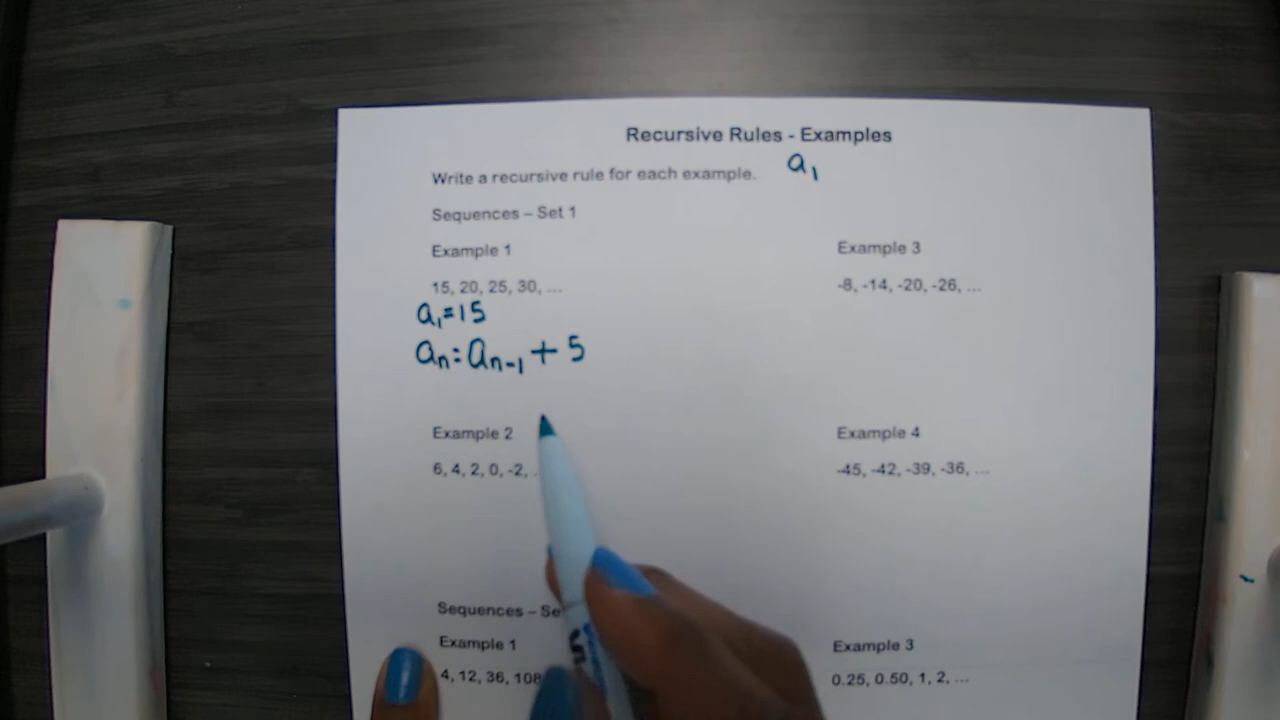 Recursive Rules - Examples
Write a recursive rule for each example. a₁
Sequences – Set 1
Example 1
15, 20, 25, 30, ...
a₁=15
aₙ=aₙ₋₁+5
Example 2
6, 4, 2, 0, -2,
Example 3
-8, -14, -20, -26, ...
Example 4
-45, -42, -39, -36, ...
Sequences –
Example 1
4, 12, 36, 108
Example 3
0.25, 0.50, 1, 2, ...